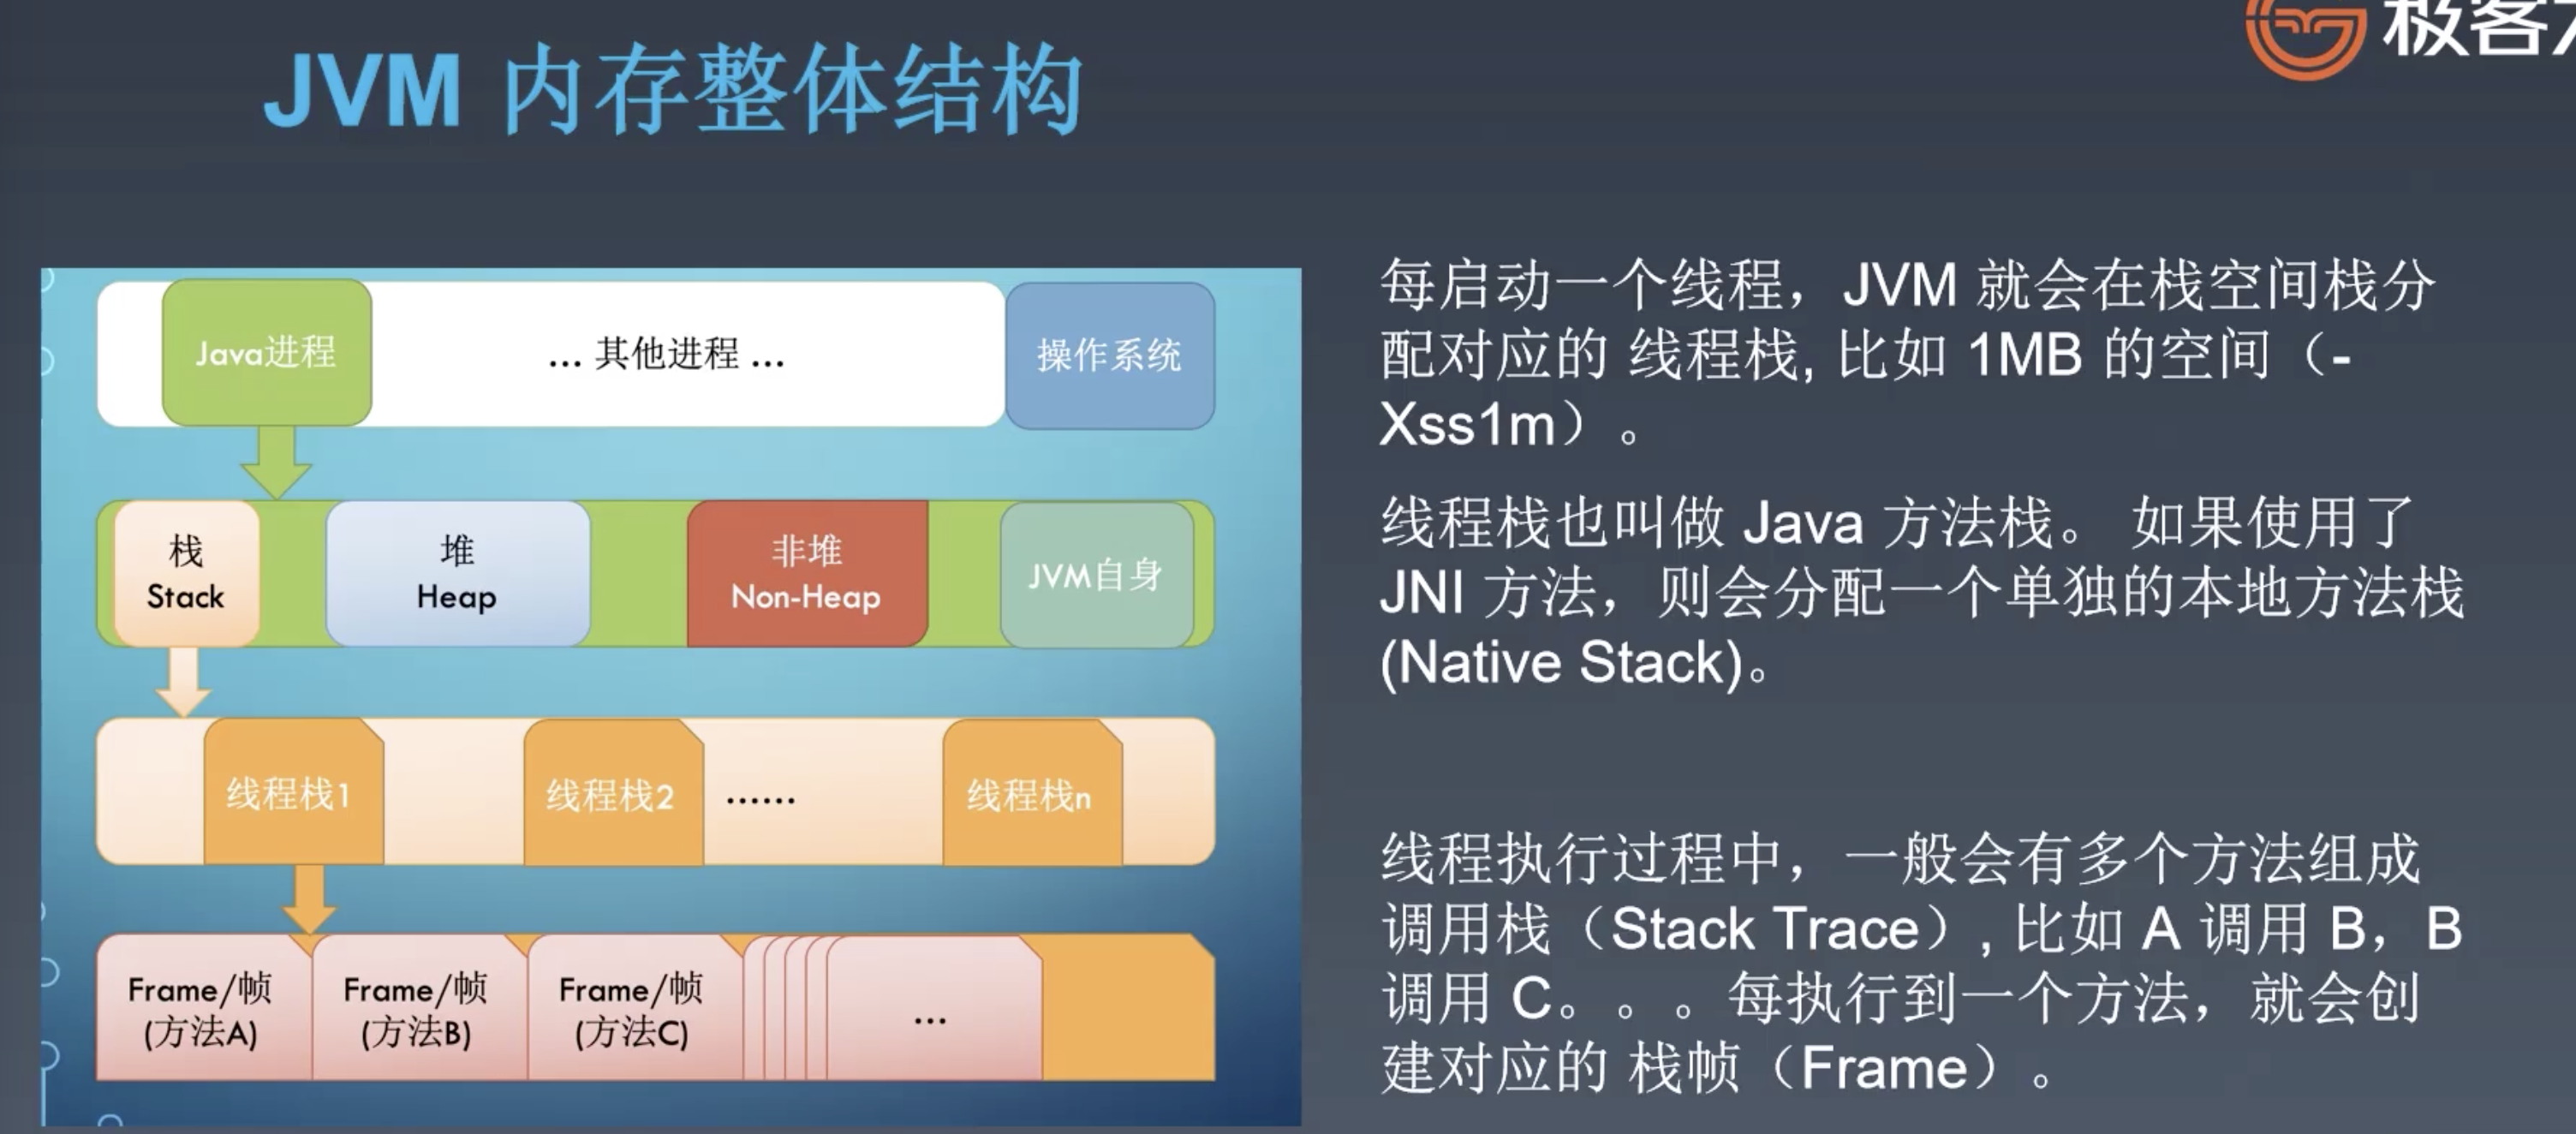 极客
JVM 内存整体结构
Java进程
... 其他进程 ...
操作系统
栈
Stack
堆
Heap
非堆
Non-Heap
JVM自身
线程栈1
线程栈2
......
线程栈n
Frame/帧
(方法A)
Frame/帧
(方法B)
Frame/帧
(方法C)
...
每启动一个线程，JVM 就会在栈空间栈分
配对应的 线程栈, 比如 1MB 的空间（-
Xss1m）。
线程栈也叫做 Java 方法栈。 如果使用了
JNI 方法，则会分配一个单独的本地方法栈
(Native Stack)。
线程执行过程中，一般会有多个方法组成
调用栈（Stack Trace）, 比如 A 调用 B，B
调用 C。。。每执行到一个方法，就会创
建对应的 栈帧（Frame）。